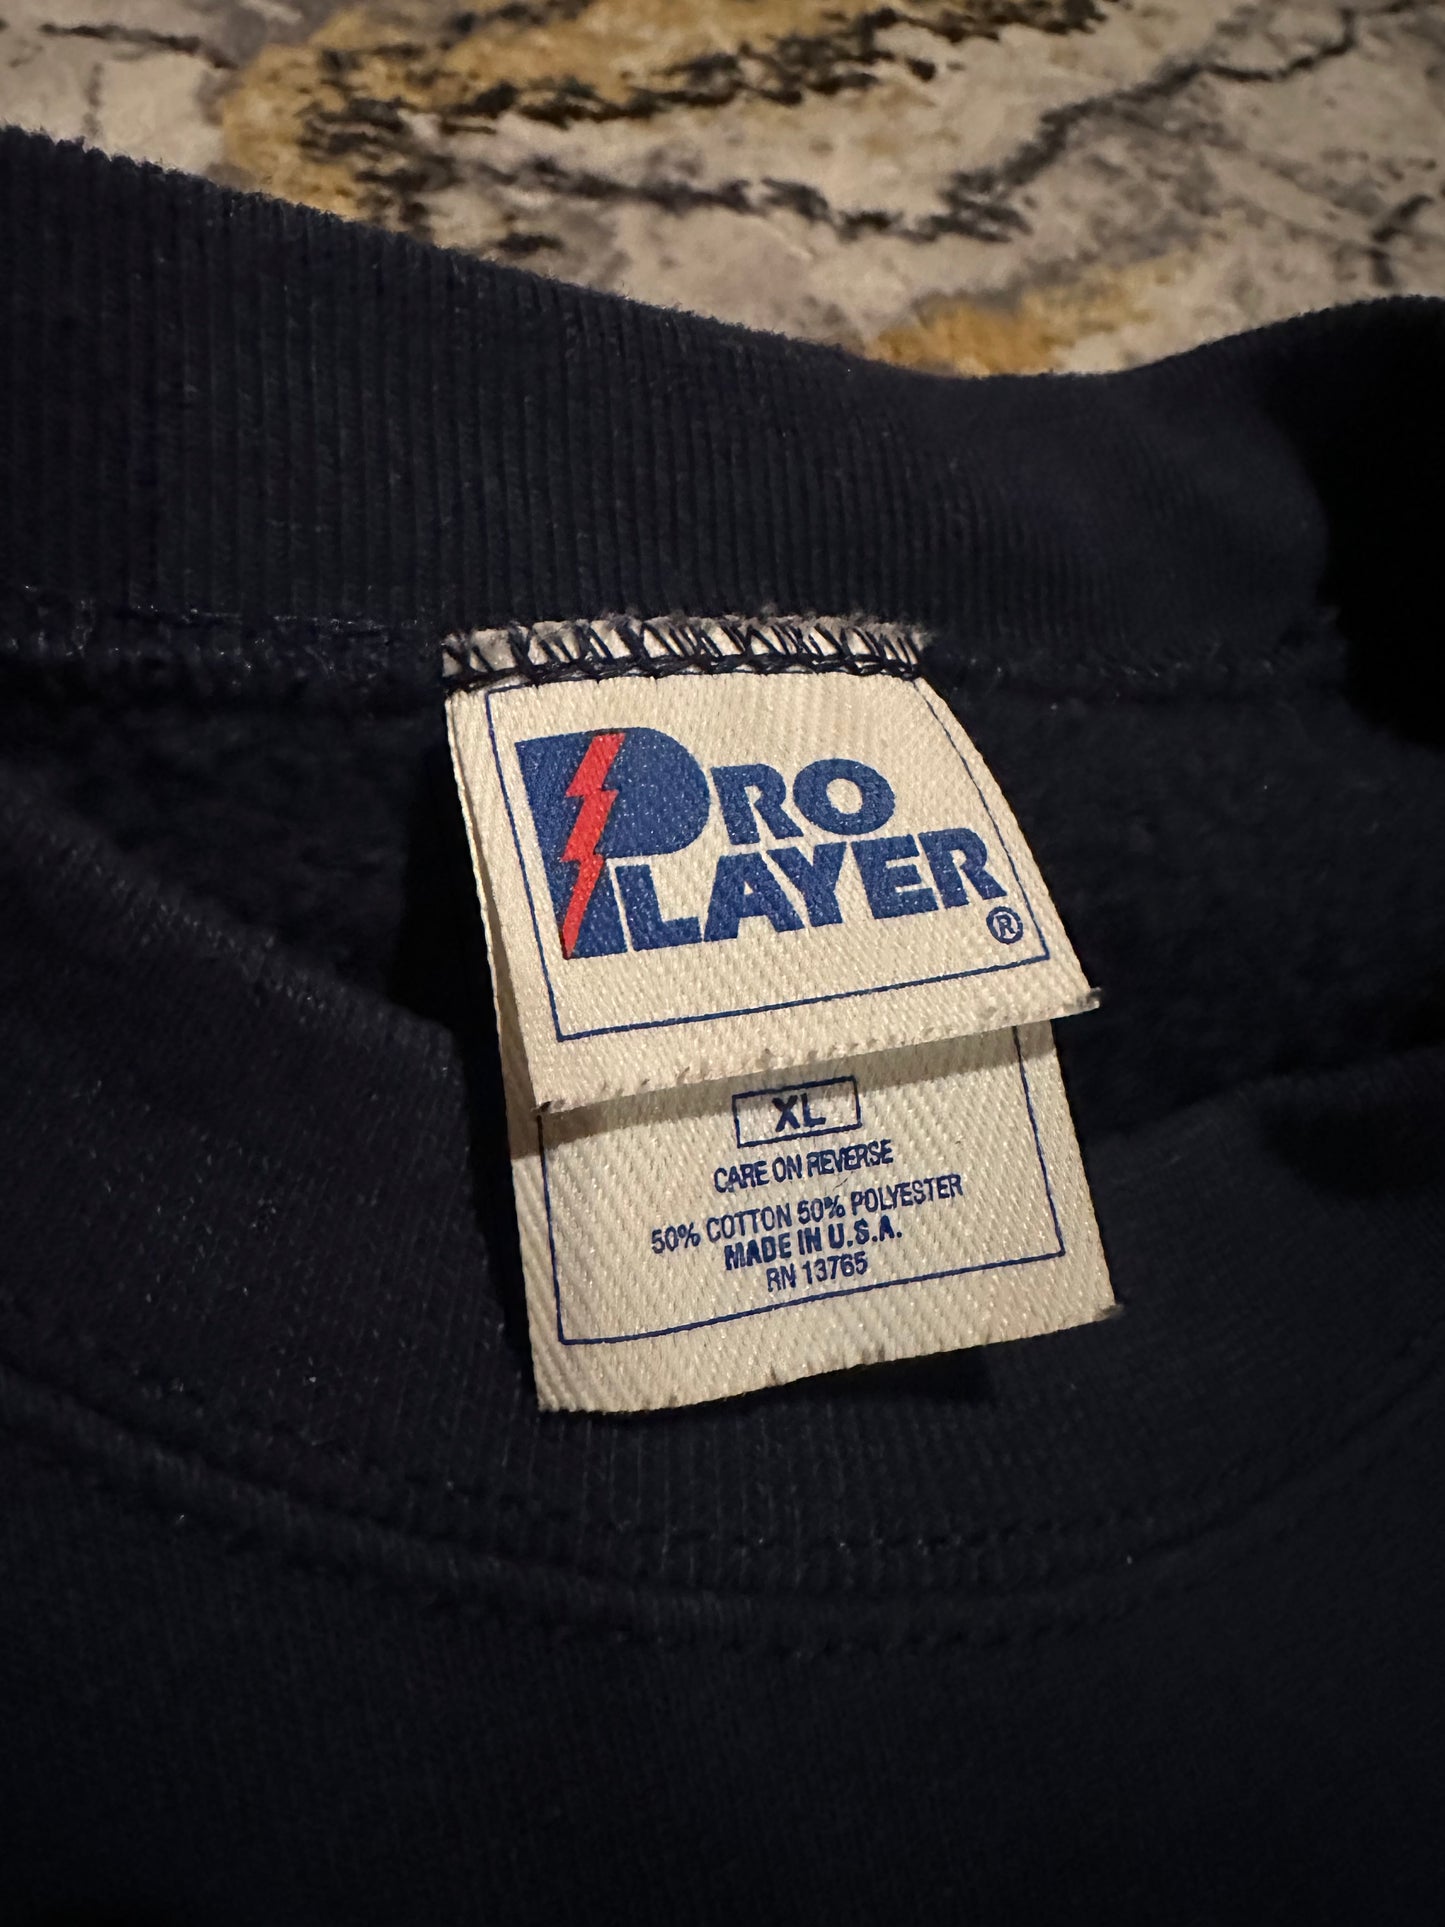 PRO
PLAYER®
XL
CARE ON REVERSE
50% COTTON 50% POLYESTER
MADE IN U.S.A.
RN 13765